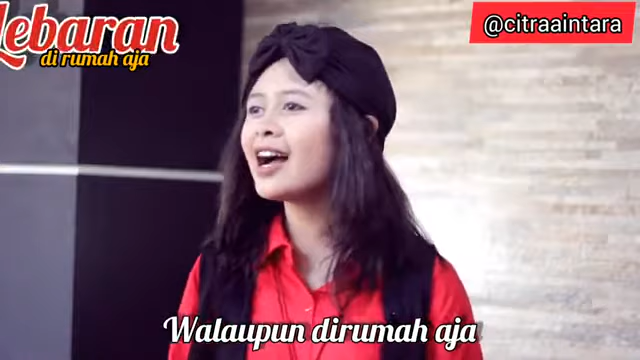 Lebaran
di rumah aja
@citraaintara
Walaupun dirumah aja